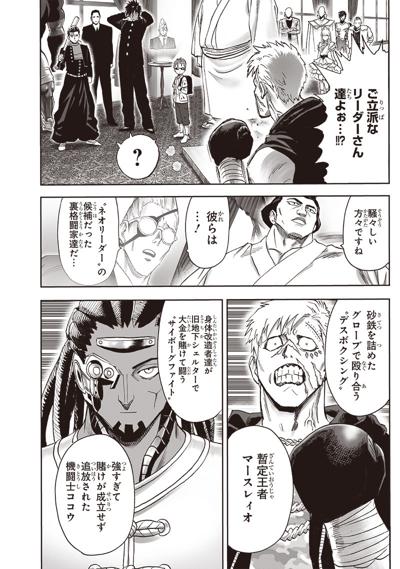 ご立派な
リーダーさん
達よぉ…!!?
?
騒しい
方々ですね
彼らは
…
"ネオリーダー"の
候補だった
裏格闘家達だ…
砂鉄を詰めた
グローブで殴り合う
"デスボクシング"
暫定王者
マースレィオ
身体改造者達が
旧地下シェルターで
大金を賭けて闘う
"サイボーグファイト"
強すぎて
賭けが成立せず
追放された
機闘士ココウ